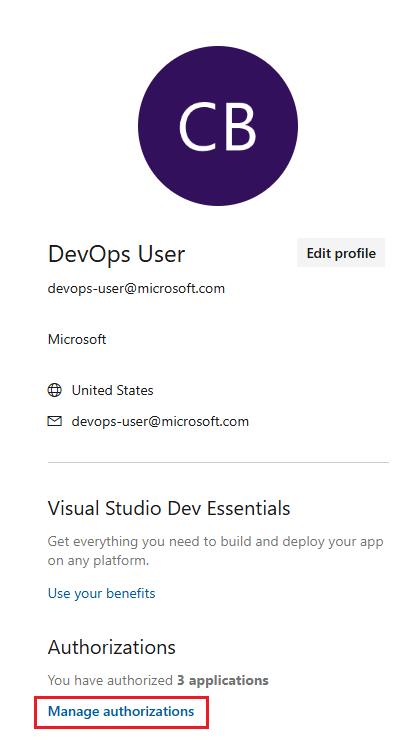 CB
DevOps User
Edit profile
devops-user@microsoft.com
Microsoft
United States
devops-user@microsoft.com
Visual Studio Dev Essentials
Get everything you need to build and deploy your app
on any platform.
Use your benefits
Authorizations
You have authorized 3 applications
Manage authorizations